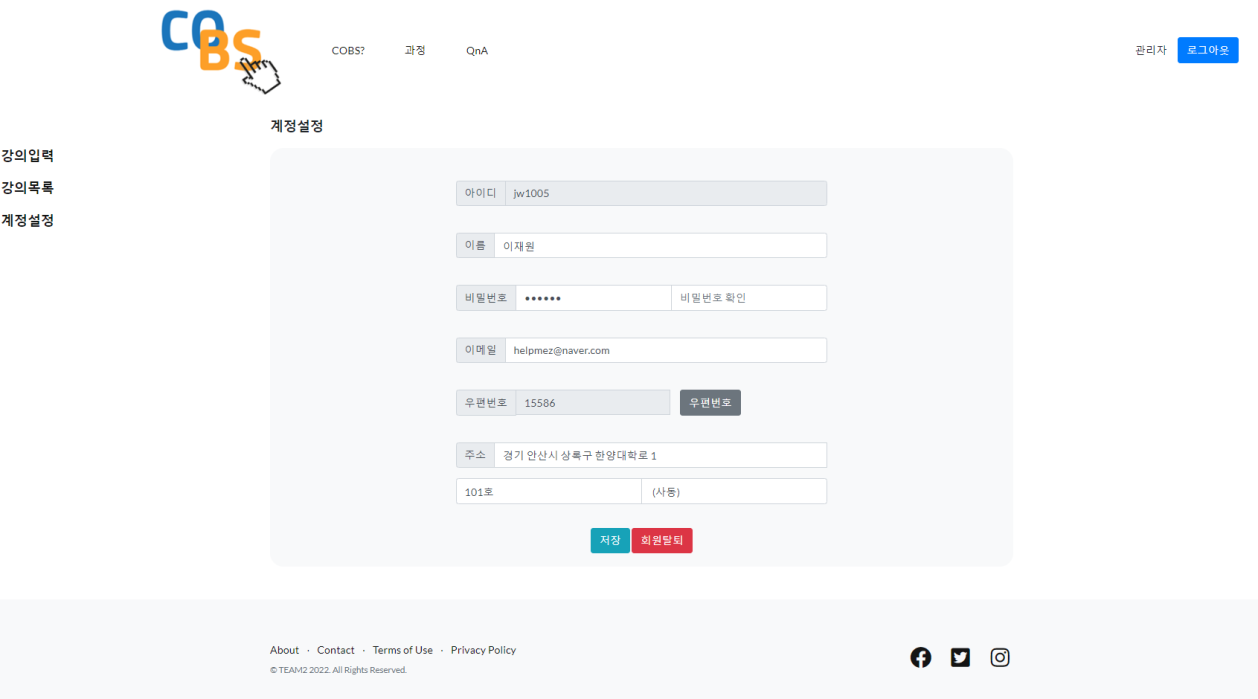 COBS
COBS? 과정 QnA 관리자 로그아웃
계정설정
강의입력
강의목록
계정설정
아이디 jw1005
이름 이재원
비밀번호 •••••• 비밀번호 확인
이메일 helpmez@naver.com
우편번호 15586 우편번호
주소 경기 안산시 상록구 한양대학로 1
101호 (사동)
저장 회원탈퇴
About · Contact · Terms of Use · Privacy Policy
© TEAM2 2022. All Rights Reserved.